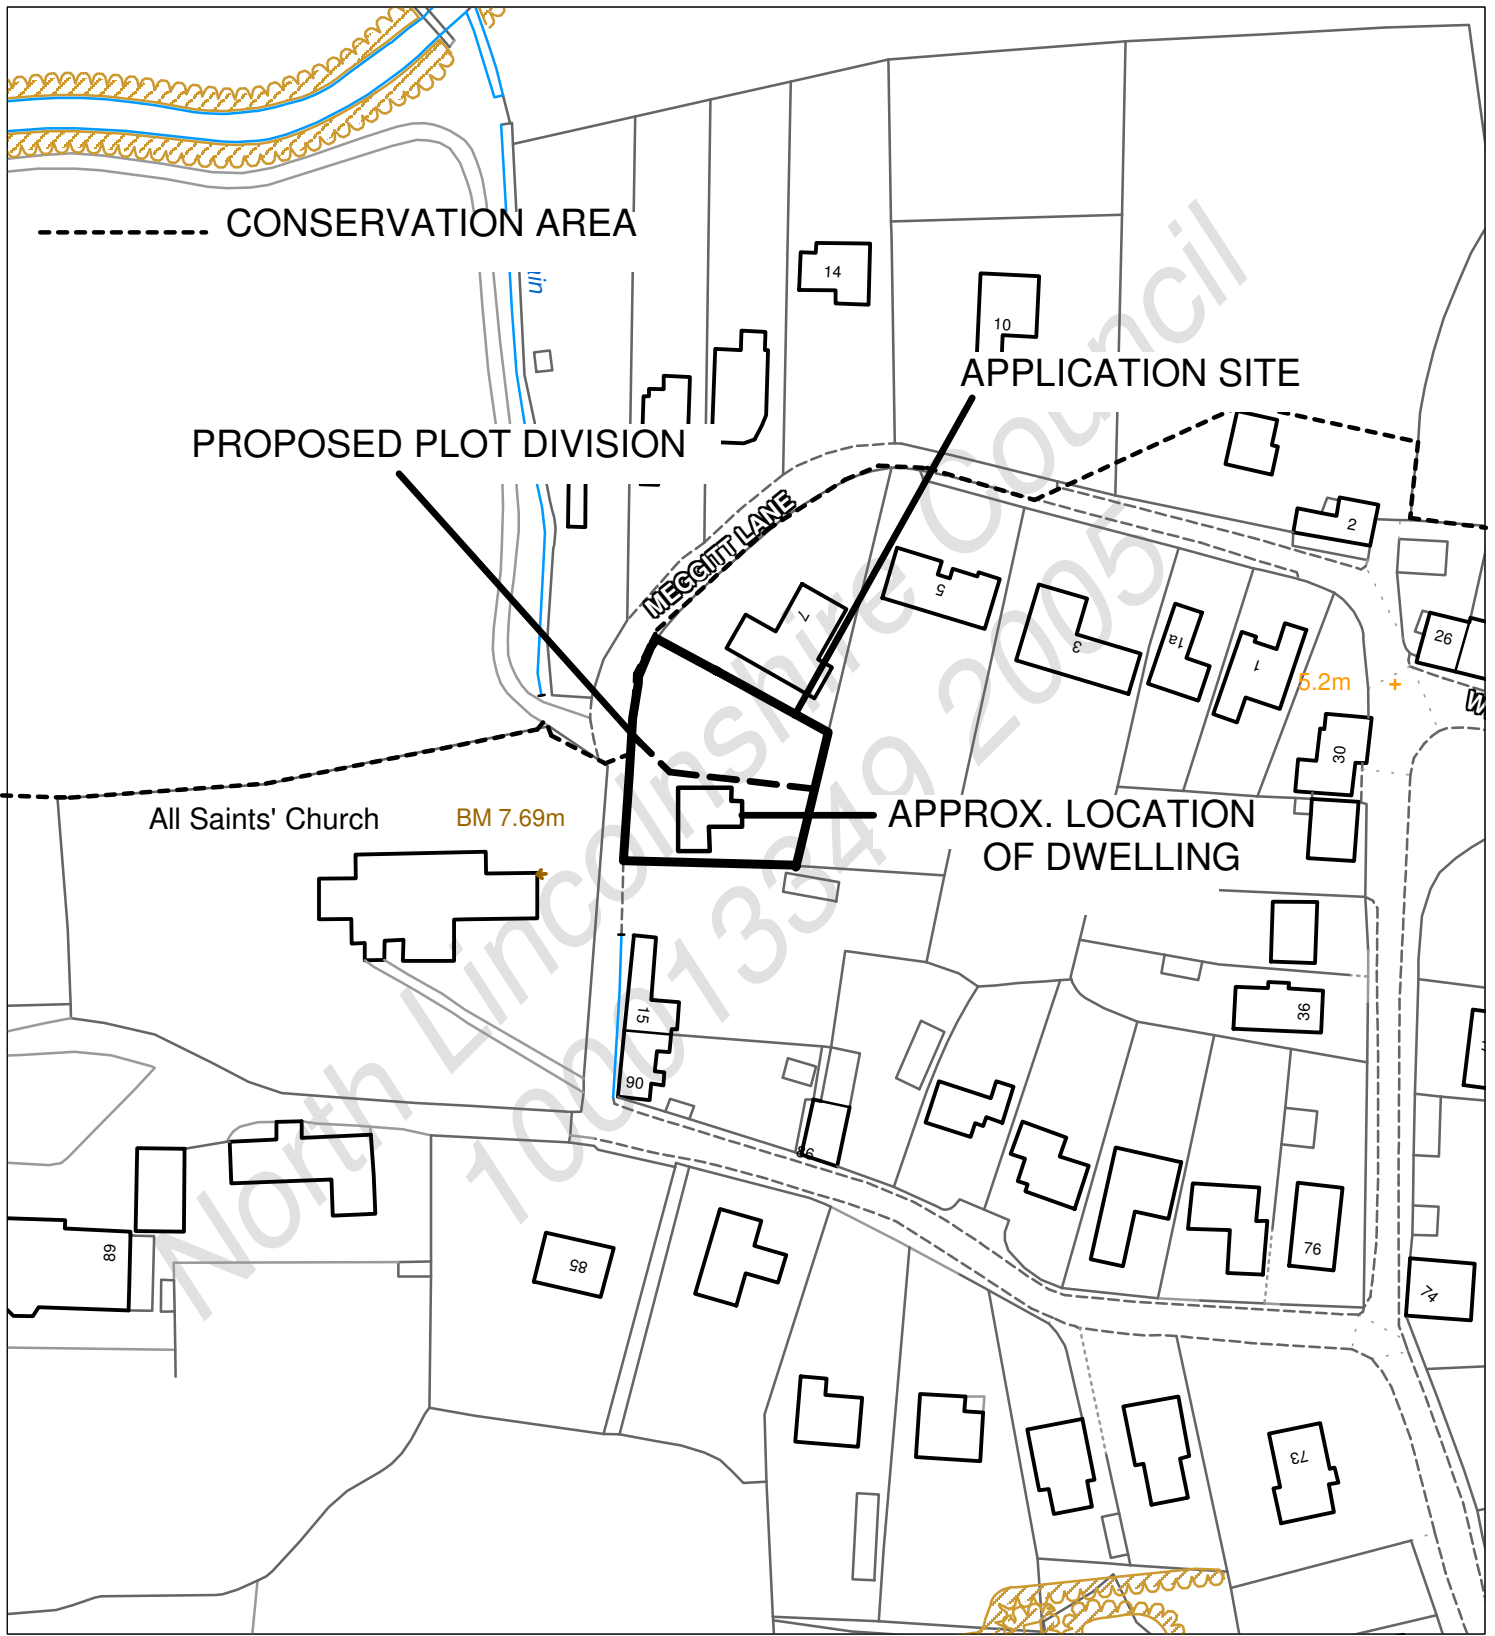 CONSERVATION AREA
14
10
APPLICATION SITE
PROPOSED PLOT DIVISION
MEGGITT LANE
2
7
5
3
1a
1
26
5.2m
30
All Saints' Church
BM 7.69m
APPROX. LOCATION
OF DWELLING
15
90
36
86
89
85
76
74
73
North Lincolnshire Council
100013349 2005